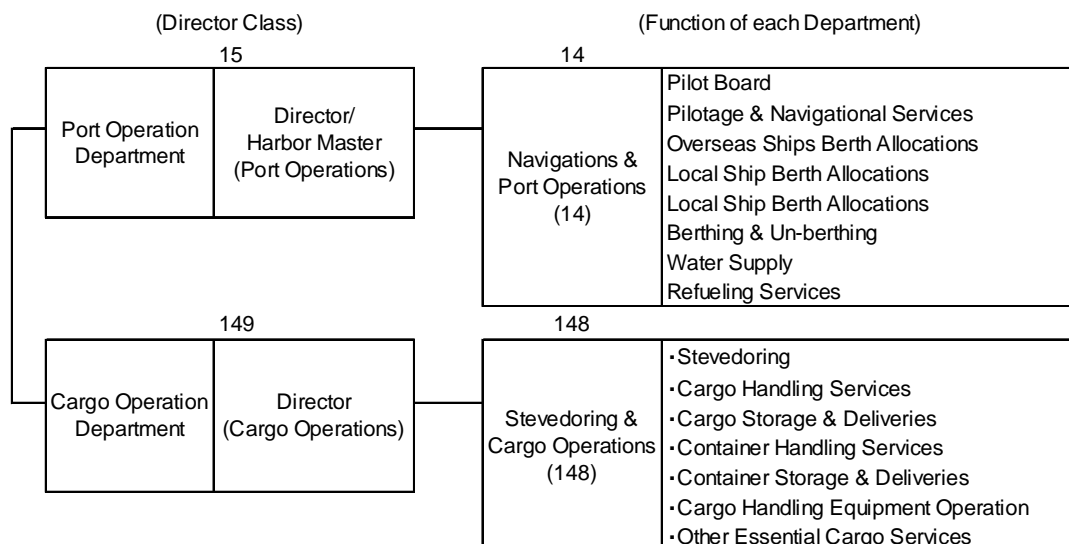 (Director Class)
(Function of each Department)
15
14
Port Operation
Department
Director/
Harbor Master
(Port Operations)
Navigations &
Port Operations
(14)
Pilot Board
Pilotage & Navigational Services
Overseas Ships Berth Allocations
Local Ship Berth Allocations
Local Ship Berth Allocations
Berthing & Un-berthing
Water Supply
Refueling Services
149
148
Cargo Operation
Department
Director
(Cargo Operations)
Stevedoring &
Cargo Operations
(148)
・Stevedoring
・Cargo Handling Services
・Cargo Storage & Deliveries
・Container Handling Services
・Container Storage & Deliveries
・Cargo Handling Equipment Operation
・Other Essential Cargo Services